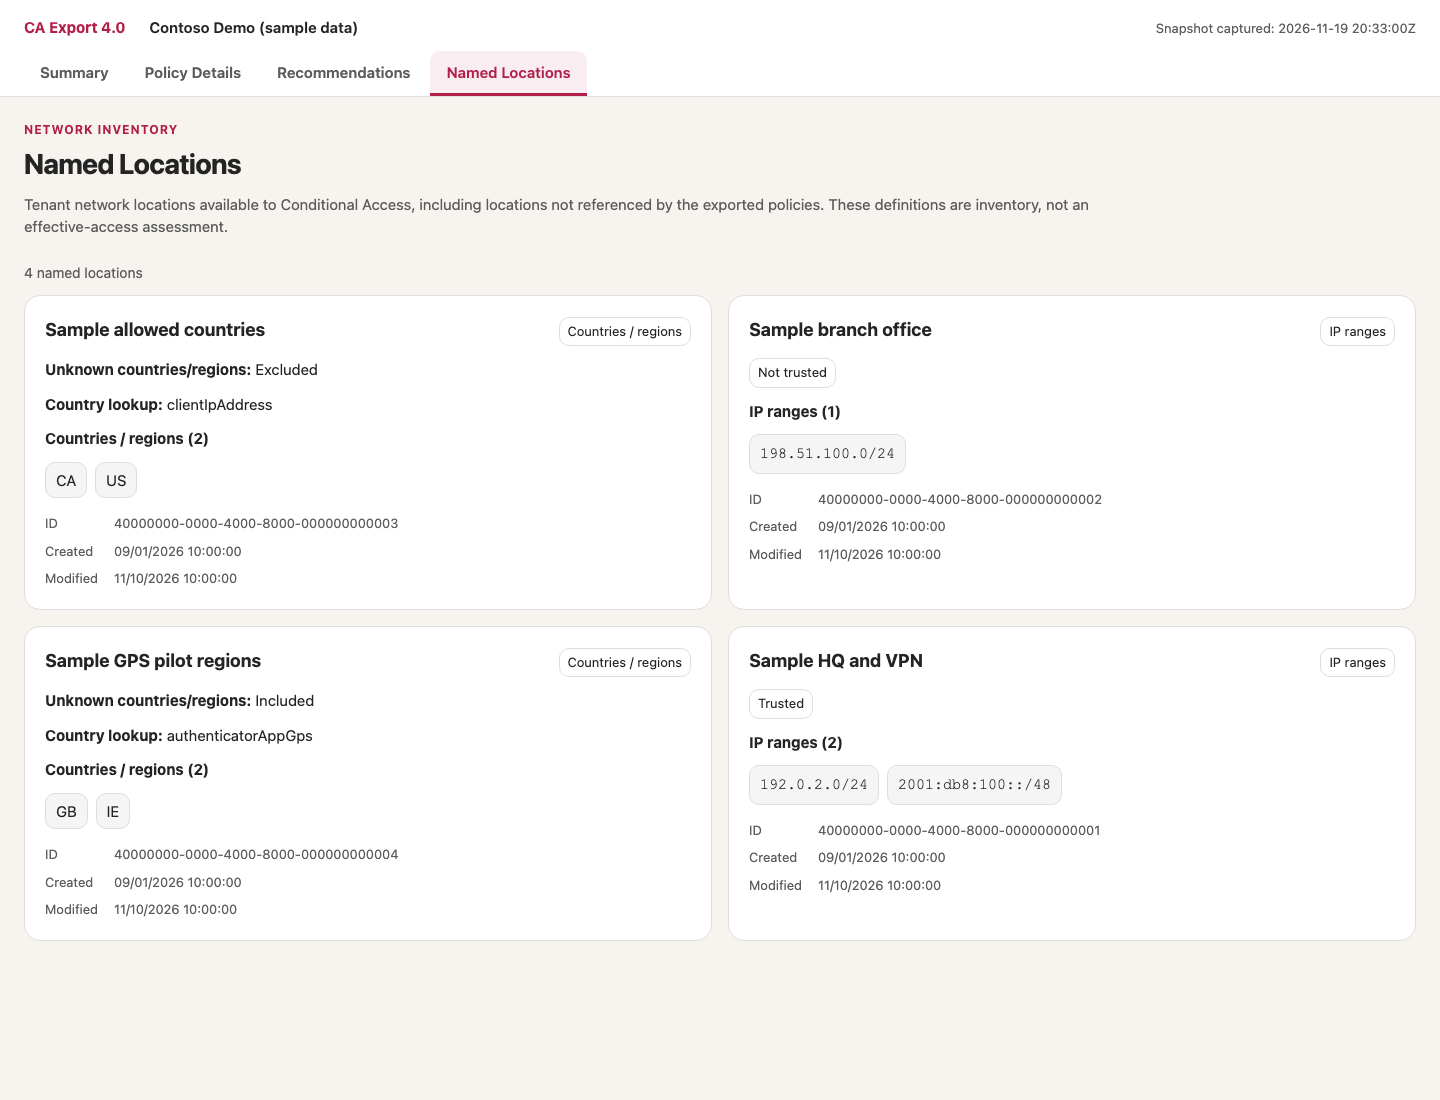 CA Export 4.0
Contoso Demo (sample data)
Snapshot captured: 2026-11-19 20:33:00Z
Summary
Policy Details
Recommendations
Named Locations
NETWORK INVENTORY
Named Locations
Tenant network locations available to Conditional Access, including locations not referenced by the exported policies. These definitions are inventory, not an
effective-access assessment.
4 named locations
Sample allowed countries
Countries / regions
Unknown countries/regions: Excluded
Country lookup: clientIpAddress
Countries / regions (2)
CA
US
ID 40000000-0000-4000-8000-000000000003
Created 09/01/2026 10:00:00
Modified 11/10/2026 10:00:00
Sample branch office
IP ranges
Not trusted
IP ranges (1)
198.51.100.0/24
ID 40000000-0000-4000-8000-000000000002
Created 09/01/2026 10:00:00
Modified 11/10/2026 10:00:00
Sample GPS pilot regions
Countries / regions
Unknown countries/regions: Included
Country lookup: authenticatorAppGps
Countries / regions (2)
GB
IE
ID 40000000-0000-4000-8000-000000000004
Created 09/01/2026 10:00:00
Modified 11/10/2026 10:00:00
Sample HQ and VPN
IP ranges
Trusted
IP ranges (2)
192.0.2.0/24
2001:db8:100::/48
ID 40000000-0000-4000-8000-000000000001
Created 09/01/2026 10:00:00
Modified 11/10/2026 10:00:00